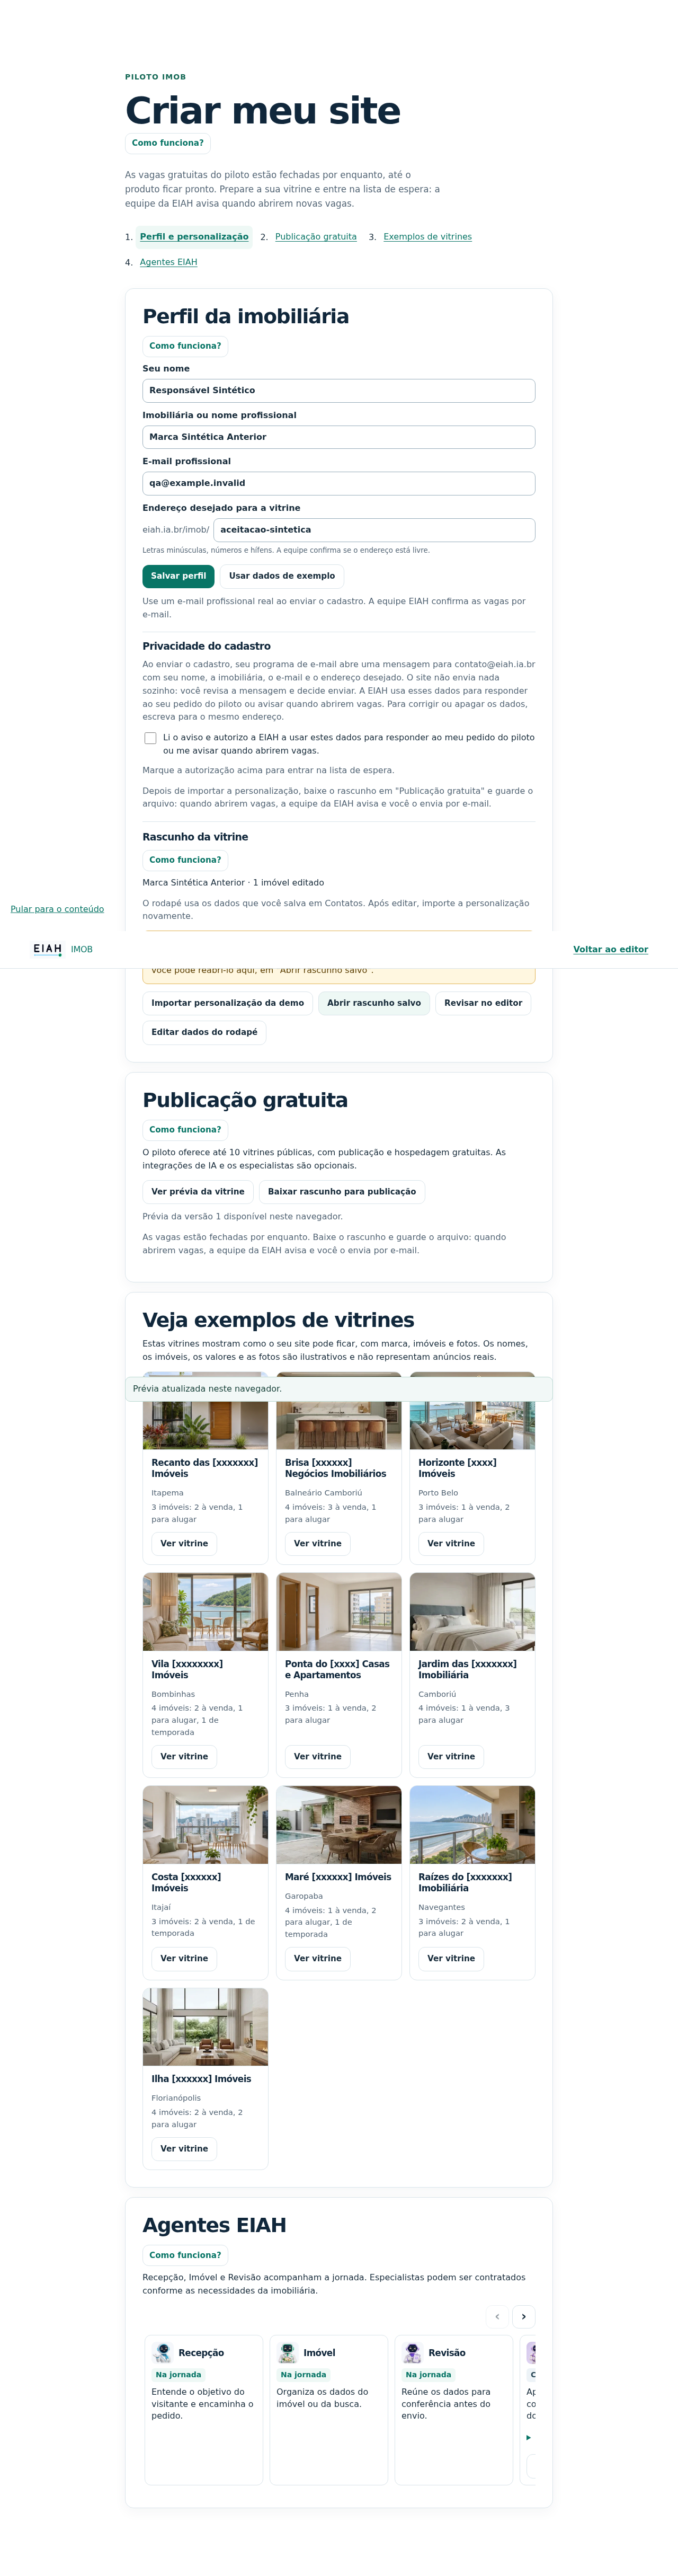 PILOTO IMOB
Criar meu site
Como funciona?
As vagas gratuitas do piloto estão fechadas por enquanto, até o
produto ficar pronto. Prepare a sua vitrine e entre na lista de espera: a
equipe da EIAH avisa quando abrirem novas vagas.
1. Perfil e personalização 2. Publicação gratuita 3. Exemplos de vitrines
4. Agentes EIAH
Perfil da imobiliária
Como funciona?
Seu nome
Responsável Sintético
Imobiliária ou nome profissional
Marca Sintética Anterior
E-mail profissional
qa@example.invalid
Endereço desejado para a vitrine
eiah.ia.br/imob/ aceitacao-sintetica
Letras minúsculas, números e hífens. A equipe confirma se o endereço está livre.
Salvar perfil Usar dados de exemplo
Use um e-mail profissional real ao enviar o cadastro. A equipe EIAH confirma as vagas por
e-mail.
Privacidade do cadastro
Ao enviar o cadastro, seu programa de e-mail abre uma mensagem para contato@eiah.ia.br
com seu nome, a imobiliária, o e-mail e o endereço desejado. O site não envia nada
sozinho: você revisa a mensagem e decide enviar. A EIAH usa esses dados para responder
ao seu pedido do piloto ou avisar quando abrirem vagas. Para corrigir ou apagar os dados,
escreva para o mesmo endereço.
Li o aviso e autorizo a EIAH a usar estes dados para responder ao meu pedido do piloto
ou me avisar quando abrirem vagas.
Marque a autorização acima para entrar na lista de espera.
Depois de importar a personalização, baixe o rascunho em "Publicação gratuita" e guarde o
arquivo: quando abrirem vagas, a equipe da EIAH avisa e você o envia por e-mail.
Rascunho da vitrine
Como funciona?
Marca Sintética Anterior · 1 imóvel editado
O rodapé usa os dados que você salva em Contatos. Após editar, importe a personalização
novamente.
Pular para o conteúdo
EIAH IMOB Voltar ao editor
você pode reabri-lo aqui, em "Abrir rascunho salvo".
Importar personalização da demo Abrir rascunho salvo Revisar no editor
Editar dados do rodapé
Publicação gratuita
Como funciona?
O piloto oferece até 10 vitrines públicas, com publicação e hospedagem gratuitas. As
integrações de IA e os especialistas são opcionais.
Ver prévia da vitrine Baixar rascunho para publicação
Prévia da versão 1 disponível neste navegador.
As vagas estão fechadas por enquanto. Baixe o rascunho e guarde o arquivo: quando
abrirem vagas, a equipe da EIAH avisa e você o envia por e-mail.
Veja exemplos de vitrines
Estas vitrines mostram como o seu site pode ficar, com marca, imóveis e fotos. Os nomes,
os imóveis, os valores e as fotos são ilustrativos e não representam anúncios reais.
Prévia atualizada neste navegador.
Recanto das [xxxxxxx]
Imóveis
Itapema
3 imóveis: 2 à venda, 1
para alugar
Ver vitrine
Brisa [xxxxxx]
Negócios Imobiliários
Balneário Camboriú
4 imóveis: 3 à venda, 1
para alugar
Ver vitrine
Horizonte [xxxx]
Imóveis
Porto Belo
3 imóveis: 1 à venda, 2
para alugar
Ver vitrine
Vila [xxxxxxxx]
Imóveis
Bombinhas
4 imóveis: 2 à venda, 1
para alugar, 1 de
temporada
Ver vitrine
Ponta do [xxxx] Casas
e Apartamentos
Penha
3 imóveis: 1 à venda, 2
para alugar
Ver vitrine
Jardim das [xxxxxxx]
Imobiliária
Camboriú
4 imóveis: 1 à venda, 3
para alugar
Ver vitrine
Costa [xxxxxx]
Imóveis
Itajaí
3 imóveis: 2 à venda, 1 de
temporada
Ver vitrine
Maré [xxxxxx] Imóveis
Garopaba
4 imóveis: 1 à venda, 2
para alugar, 1 de
temporada
Ver vitrine
Raízes do [xxxxxxx]
Imobiliária
Navegantes
3 imóveis: 2 à venda, 1
para alugar
Ver vitrine
Ilha [xxxxxx] Imóveis
Florianópolis
4 imóveis: 2 à venda, 2
para alugar
Ver vitrine
Agentes EIAH
Como funciona?
Recepção, Imóvel e Revisão acompanham a jornada. Especialistas podem ser contratados
conforme as necessidades da imobiliária.
Recepção
Na jornada
Entende o objetivo do
visitante e encaminha o
pedido.
Imóvel
Na jornada
Organiza os dados do
imóvel ou da busca.
Revisão
Na jornada
Reúne os dados para
conferência antes do
envio.